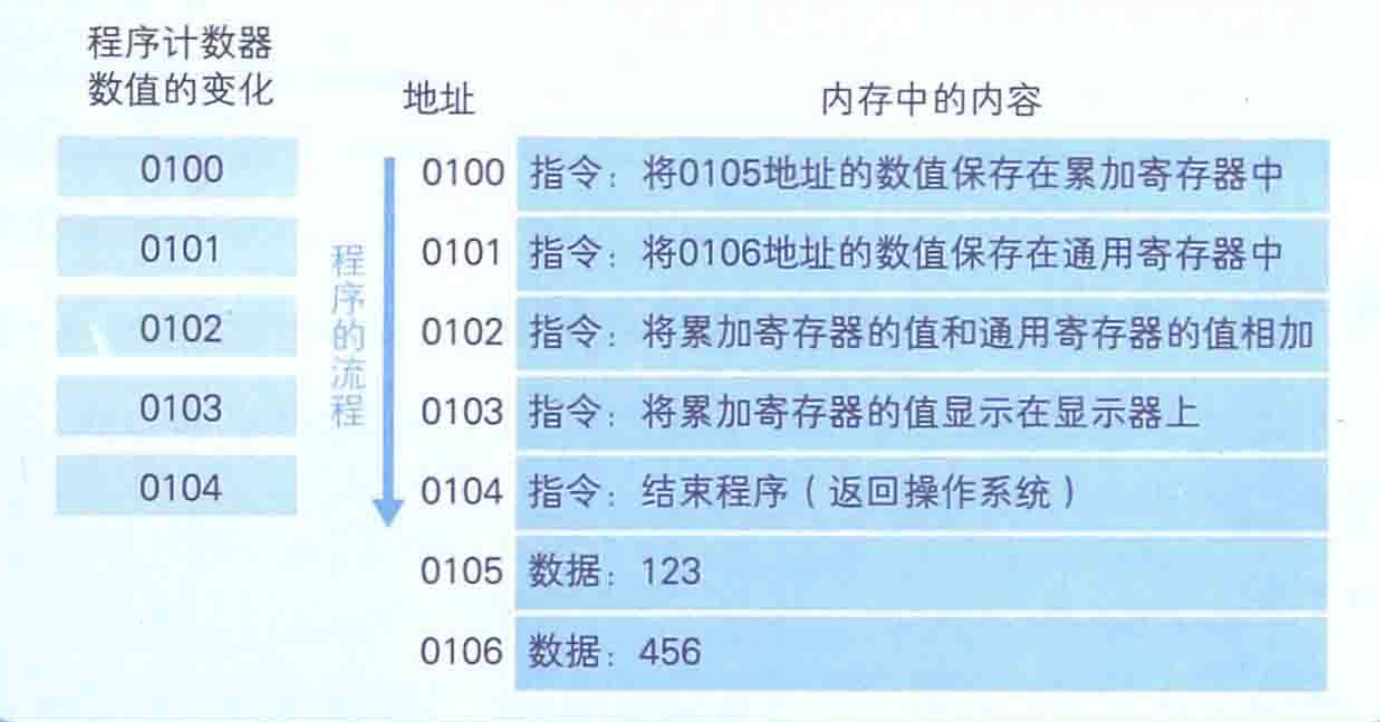 程序计数器
数值的变化
地址
内存中的内容
0100
0100 指令：将0105地址的数值保存在累加寄存器中
0101
0101 指令：将0106地址的数值保存在通用寄存器中
0102
0102 指令：将累加寄存器的值和通用寄存器的值相加
0103
0103 指令：将累加寄存器的值显示在显示器上
0104
0104 指令：结束程序（返回操作系统）
0105 数据：123
0106 数据：456
程序的流程